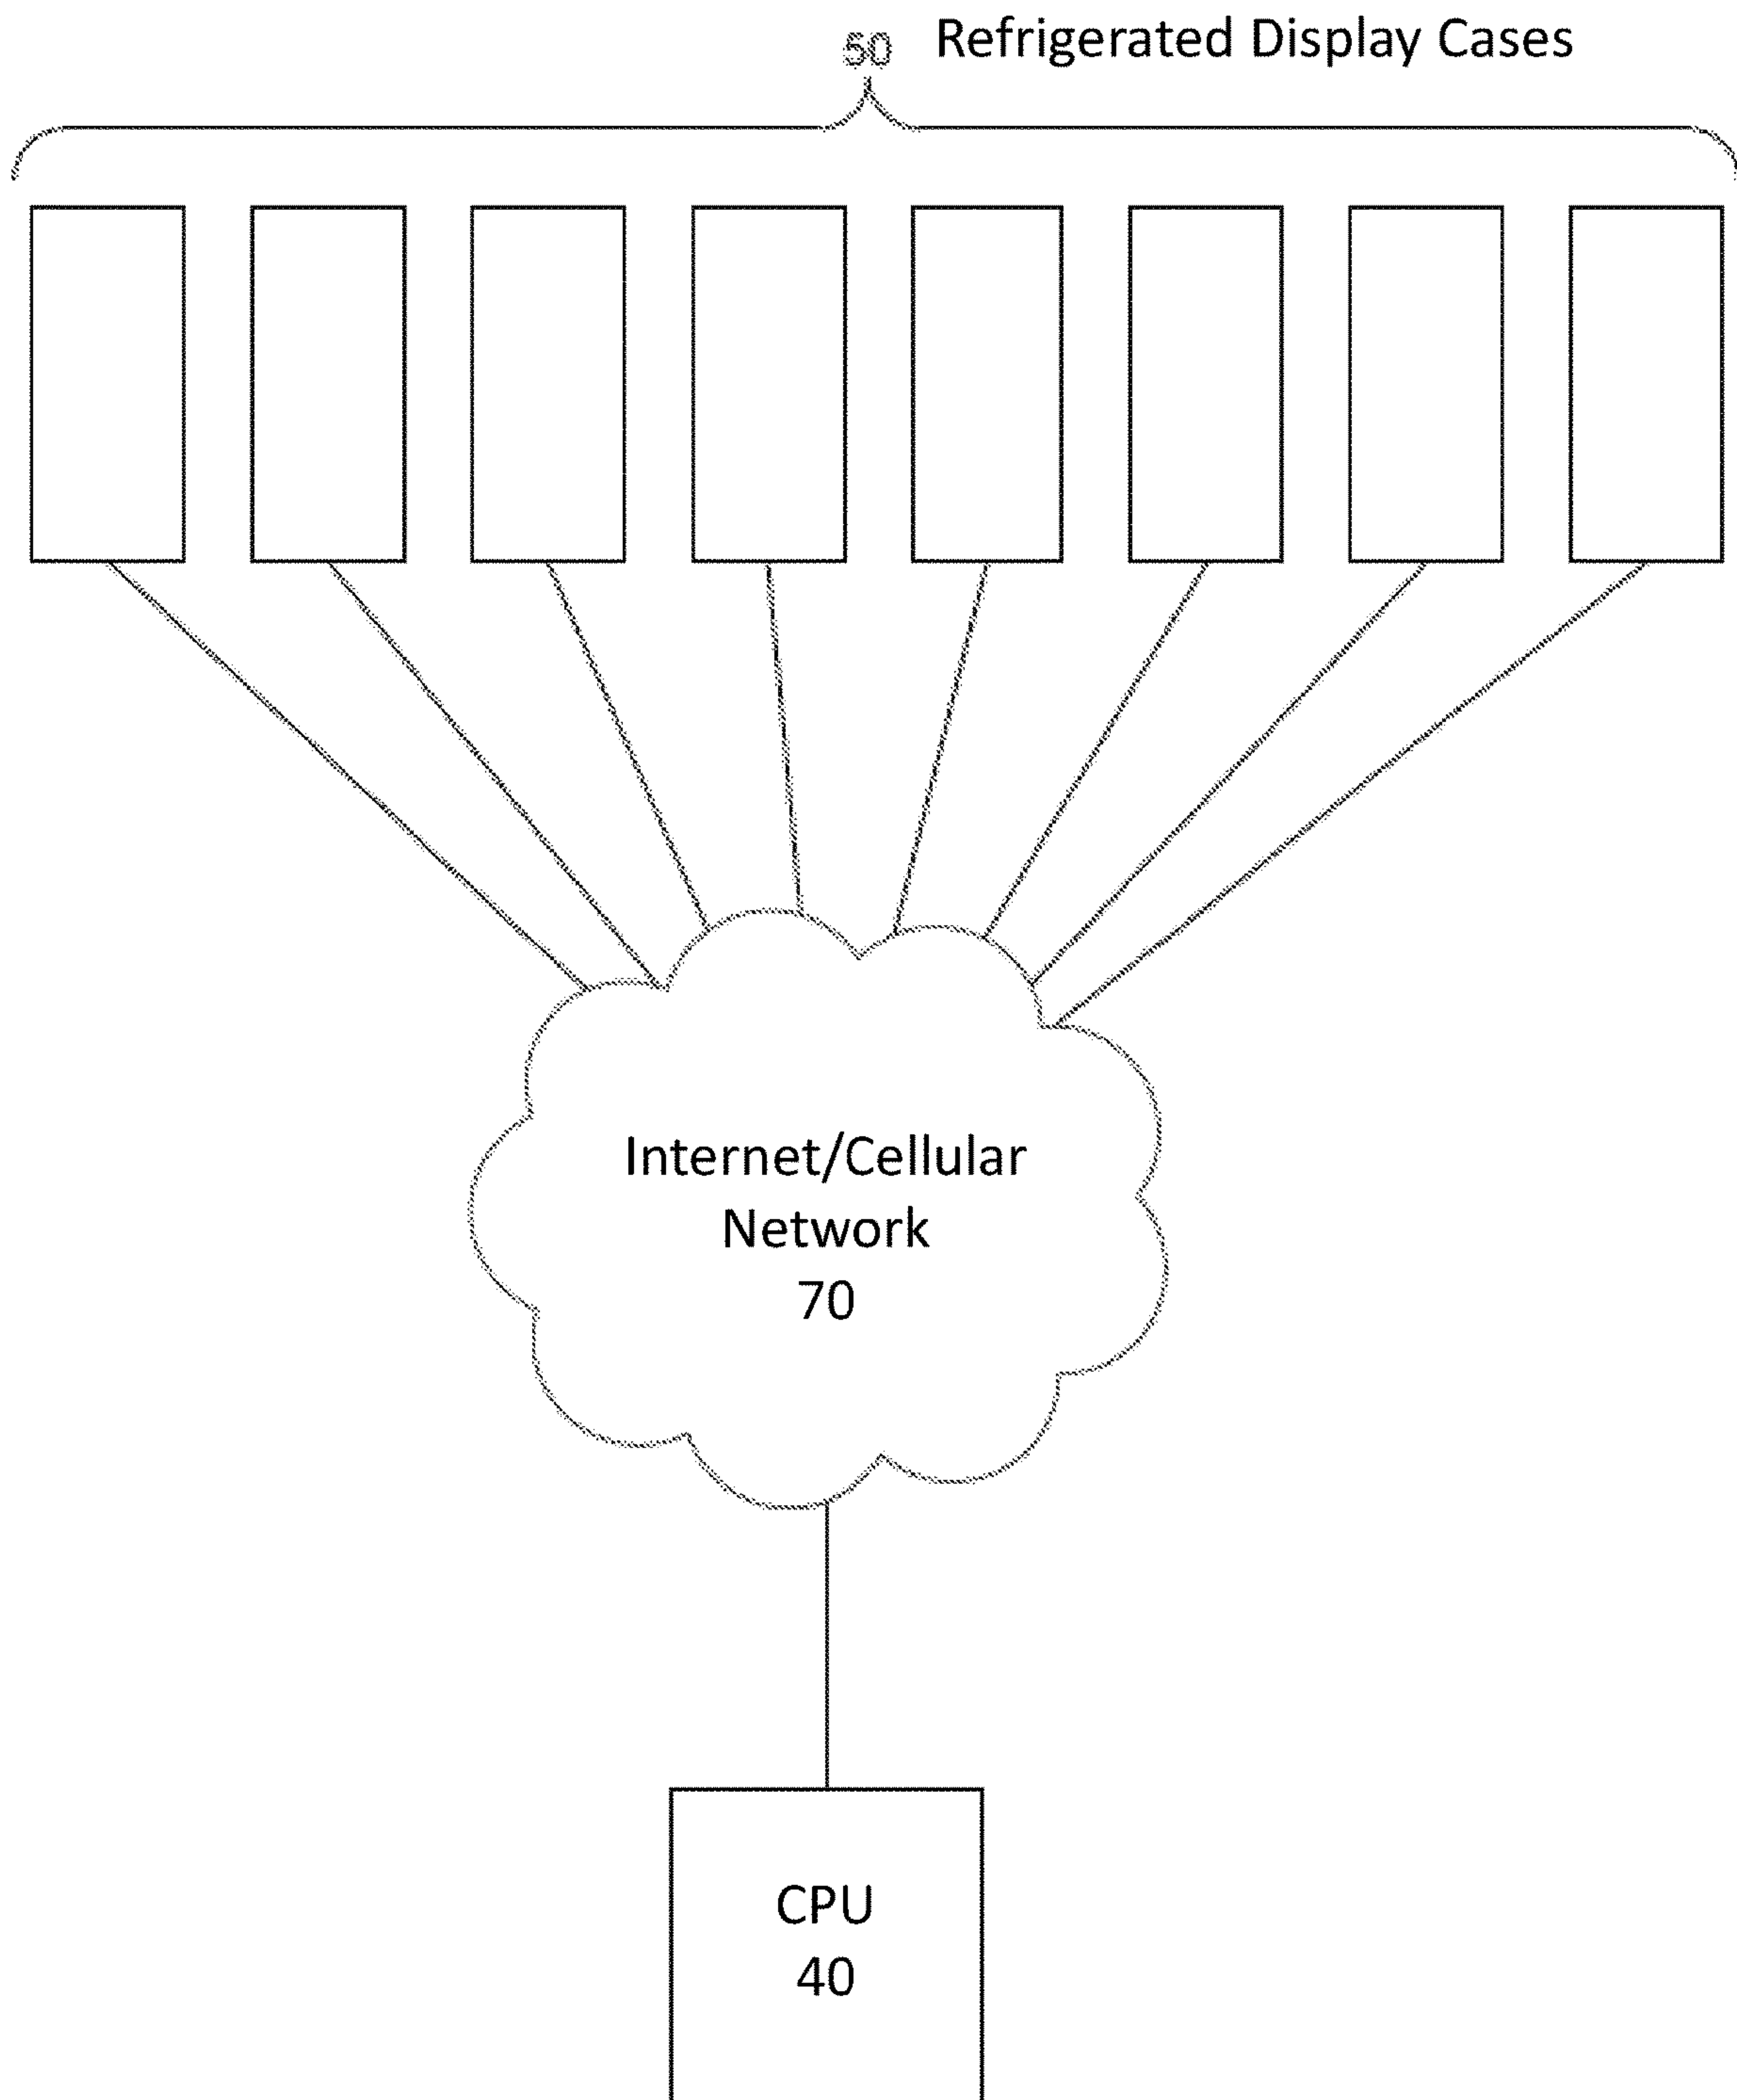 50 Refrigerated Display Cases
Internet/Cellular
Network
70
CPU
40